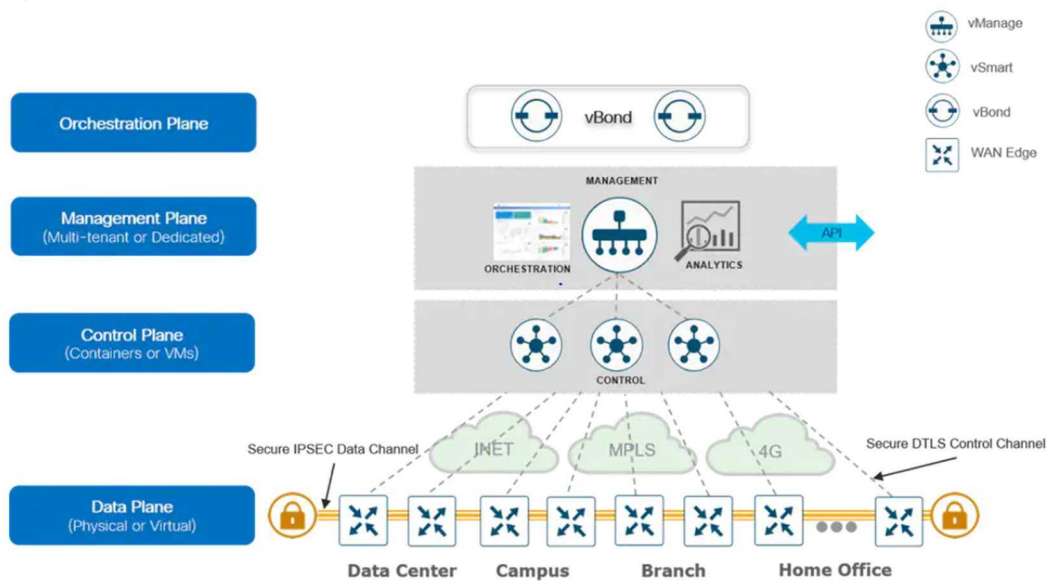 vManage
vSmart
vBond
WAN Edge
Orchestration Plane
vBond
Management Plane
(Multi-tenant or Dedicated)
MANAGEMENT
ORCHESTRATION
ANALYTICS
API
Control Plane
(Containers or VMs)
CONTROL
Secure IPSEC Data Channel
INET
MPLS
4G
Secure DTLS Control Channel
Data Plane
(Physical or Virtual)
Data Center
Campus
Branch
Home Office